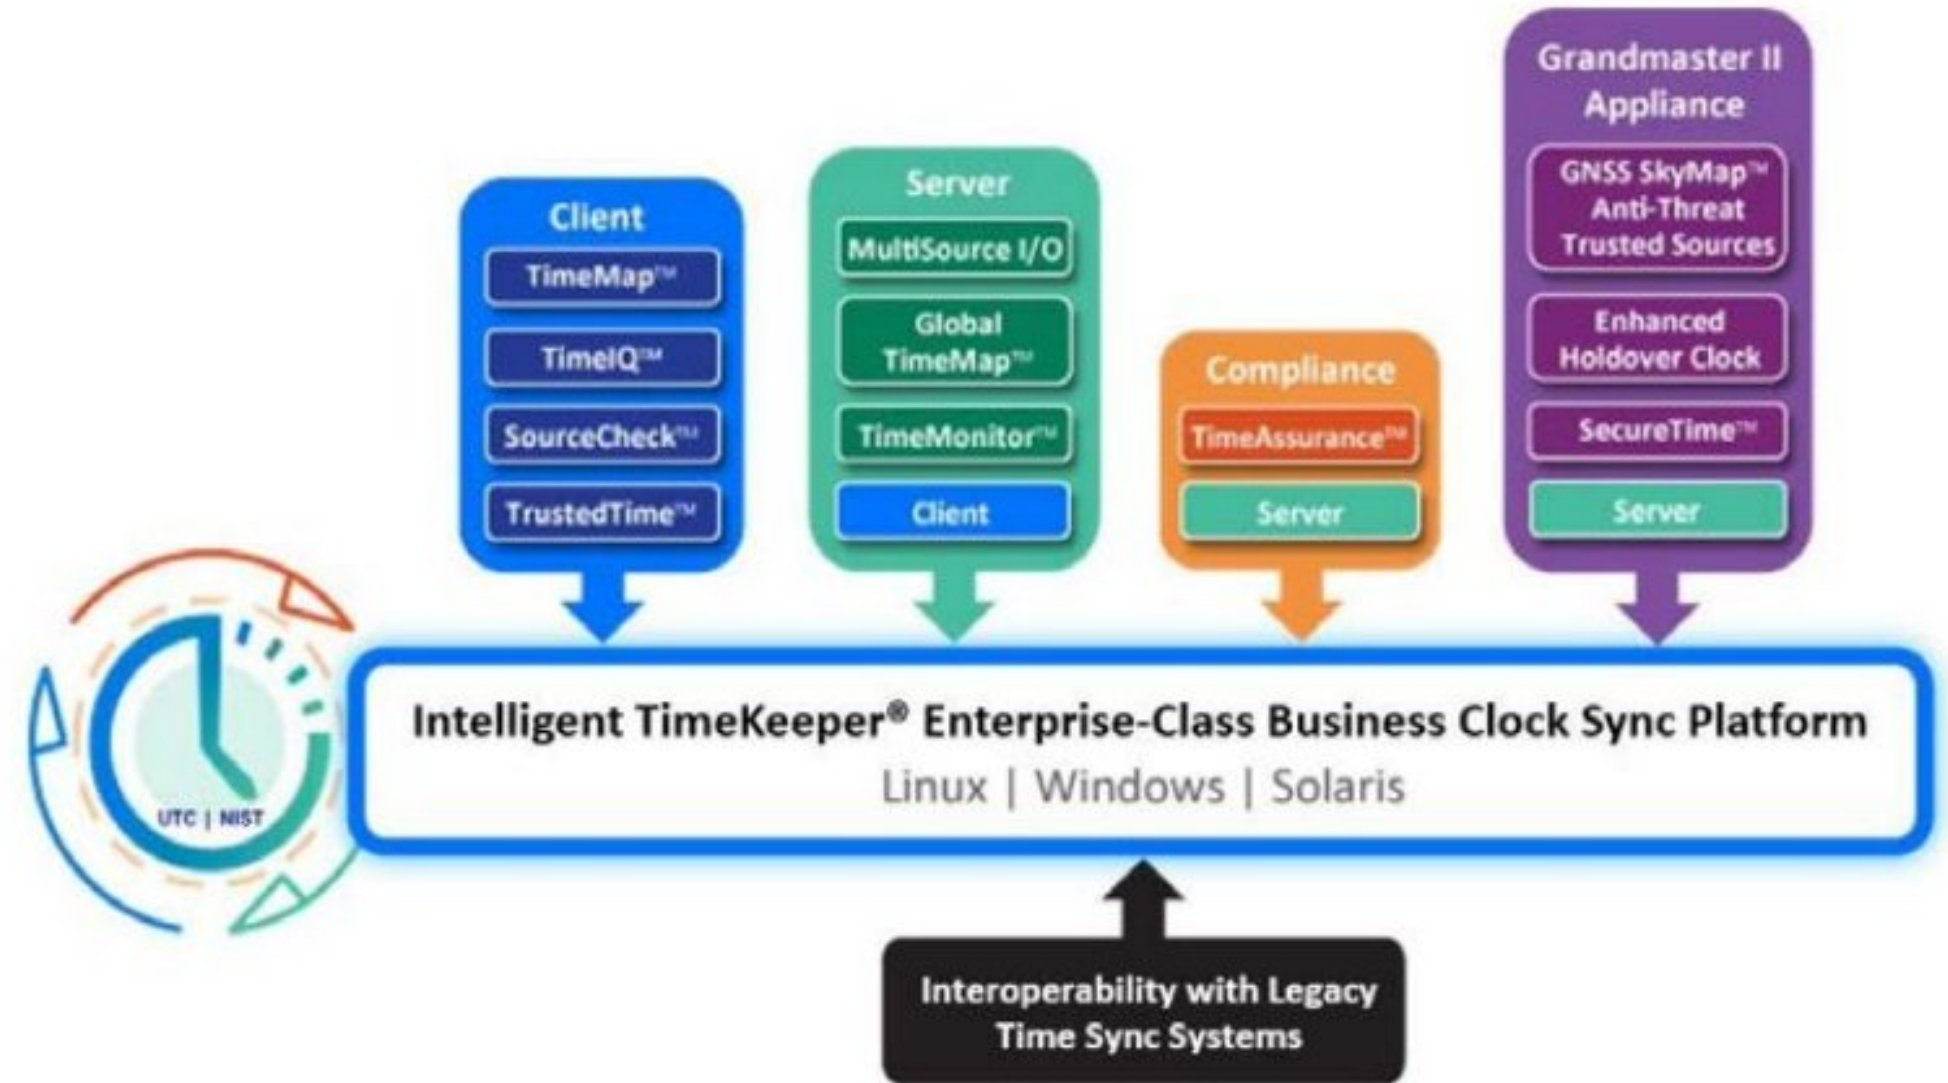 Client
TimeMap™
TimeIQ™
SourceCheck™
TrustedTime™
Server
MultiSource I/O
Global
TimeMap™
TimeMonitor™
Client
Compliance
TimeAssurance™
Server
Grandmaster II
Appliance
GNSS SkyMap™
Anti-Threat
Trusted Sources
Enhanced
Holdover Clock
SecureTime™
Server
UTC | NIST
Intelligent TimeKeeper® Enterprise-Class Business Clock Sync Platform
Linux | Windows | Solaris
Interoperability with Legacy
Time Sync Systems